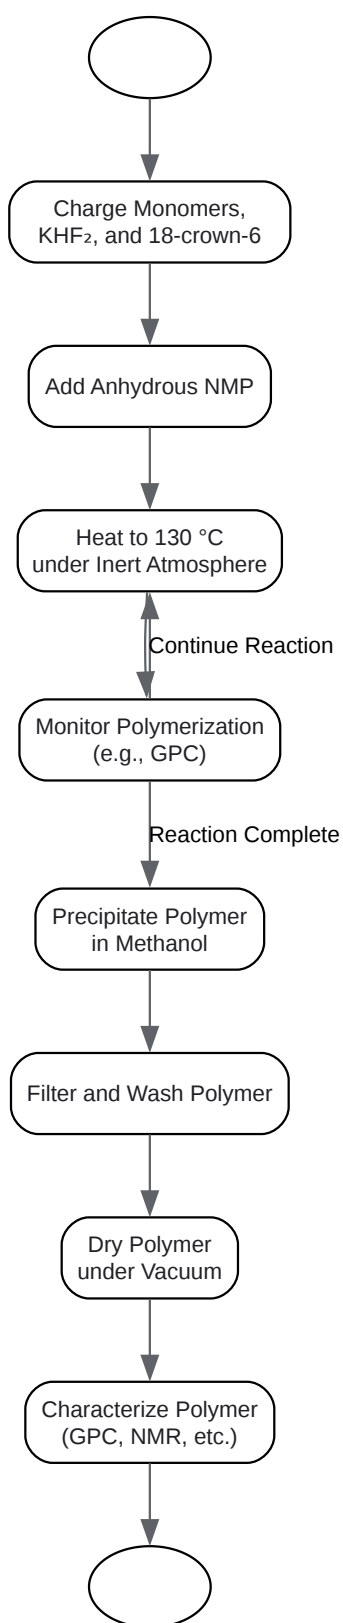 Charge Monomers,
KHF₂, and 18-crown-6
Add Anhydrous NMP
Heat to 130 °C
under Inert Atmosphere
Continue Reaction
Monitor Polymerization
(e.g., GPC)
Reaction Complete
Precipitate Polymer
in Methanol
Filter and Wash Polymer
Dry Polymer
under Vacuum
Characterize Polymer
(GPC, NMR, etc.)